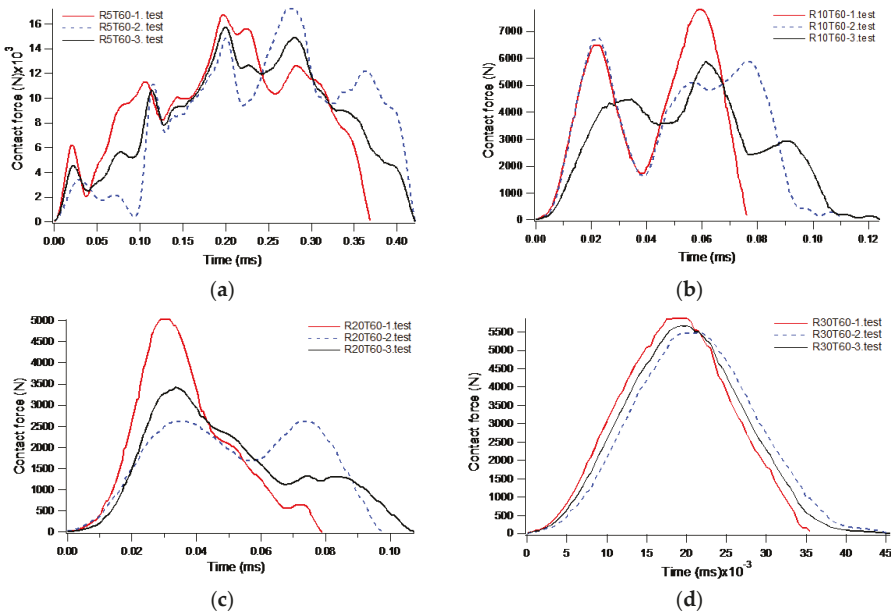 R5T60-1. test
R5T60-2. test
R5T60-3. test
Contact force (N)×10³
16
14
12
10
8
6
4
2
0
0.00 0.05 0.10 0.15 0.20 0.25 0.30 0.35 0.40
Time (ms)
(a)
R10T60-1.test
R10T60-2.test
R10T60-3.test
Contact force (N)
7000
6000
5000
4000
3000
2000
1000
0
0.00 0.02 0.04 0.06 0.08 0.10 0.12
Time (ms)
(b)
R20T60-1.test
R20T60-2.test
R20T60-3.test
Contact force (N)
5000
4500
4000
3500
3000
2500
2000
1500
1000
500
0
0.00 0.02 0.04 0.06 0.08 0.10
Time (ms)
(c)
R30T60-1.test
R30T60-2.test
R30T60-3.test
Contact force (N)
5500
5000
4500
4000
3500
3000
2500
2000
1500
1000
500
0
0 5 10 15 20 25 30 35 40 45
Time (ms)x10⁻³
(d)